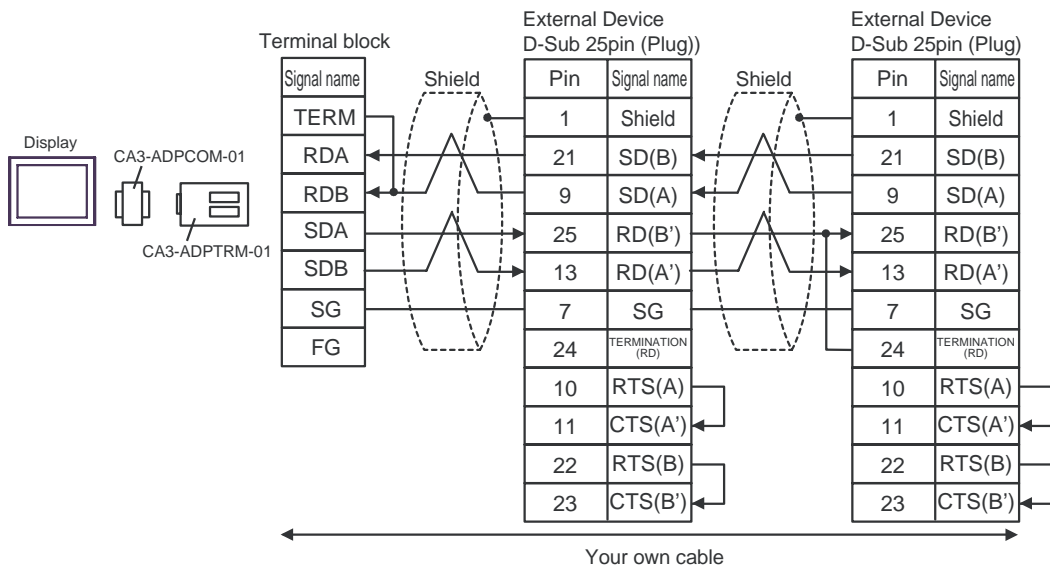 External Device
D-Sub 25pin (Plug))
External Device
D-Sub 25pin (Plug)
Terminal block
Signal name
Shield
Pin Signal name
Shield
Pin Signal name
TERM
1 Shield
1 Shield
Display
CA3-ADPCOM-01
CA3-ADPTRM-01
RDA
21 SD(B)
21 SD(B)
RDB
9 SD(A)
9 SD(A)
SDA
25 RD(B’)
25 RD(B’)
SDB
13 RD(A’)
13 RD(A’)
SG
7 SG
7 SG
FG
24 TERMINATION
(RD)
24 TERMINATION
(RD)
10 RTS(A)
10 RTS(A)
11 CTS(A’)
11 CTS(A’)
22 RTS(B)
22 RTS(B)
23 CTS(B’)
23 CTS(B’)
Your own cable